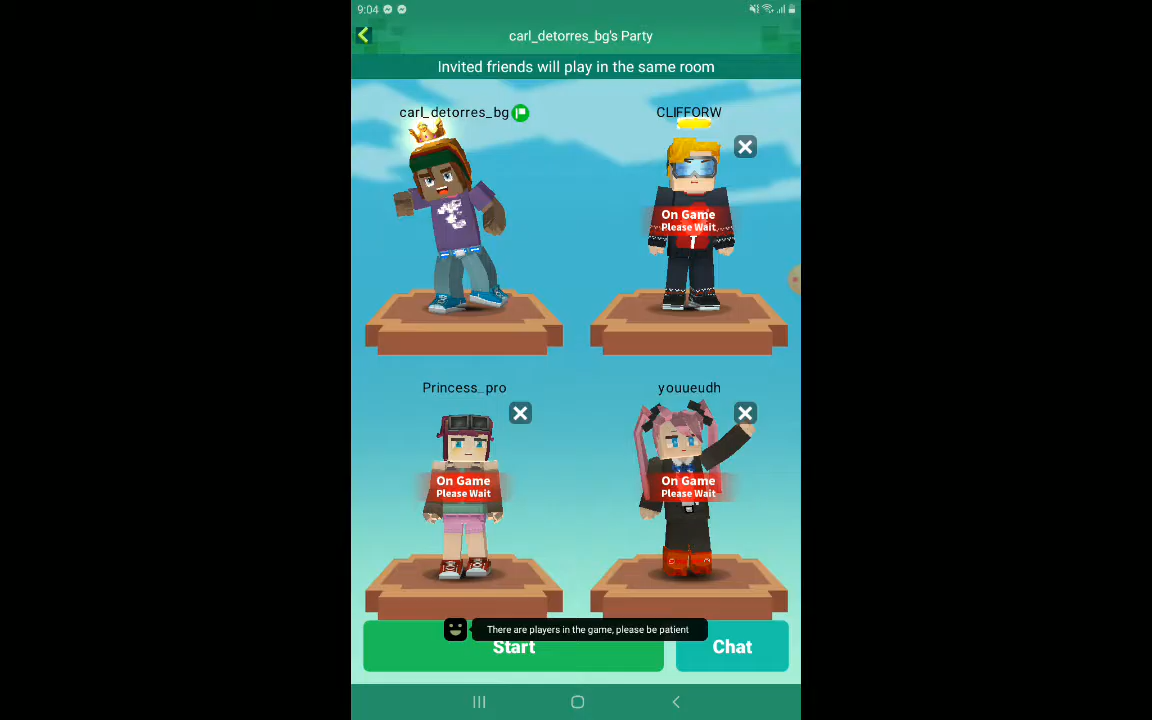 9:04
carl_detorres_bg's Party
Invited friends will play in the same room
carl_detorres_bg
CLIFFORW
On Game
Please Wait
T
Princess_pro
youueudh
On Game
Please Wait
On Game
Please Wait
There are players in the game, please be patient
Start
Chat